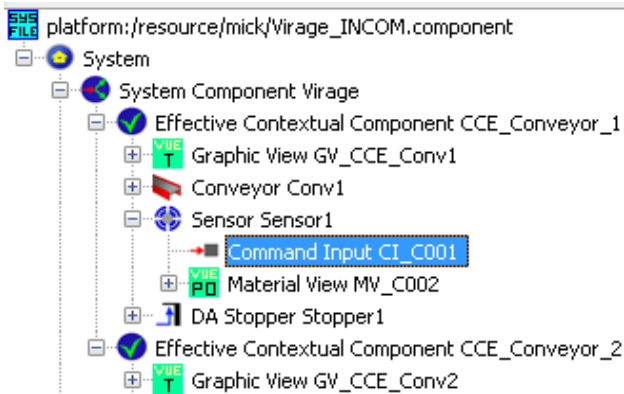 SYS FILE platform:/resource/mick/Virage_INCOM.component
System
System Component Virage
Effective Contextual Component CCE_Conveyor_1
VUE T Graphic View GV_CCE_Conv1
Conveyor Conv1
Sensor Sensor1
Command Input CI_C001
VUE PO Material View MV_C002
DA Stopper Stopper1
Effective Contextual Component CCE_Conveyor_2
VUE T Graphic View GV_CCE_Conv2